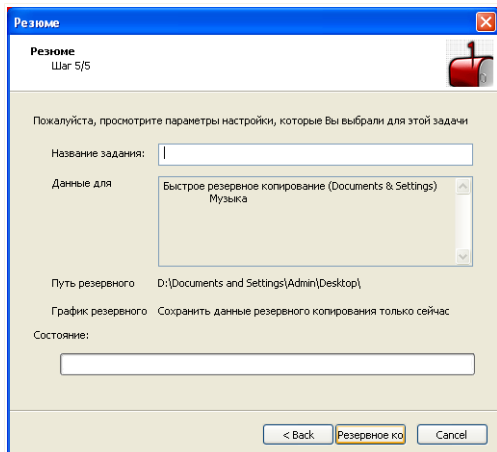 Резюме
Резюме
Шаг 5/5
Пожалуйста, просмотрите параметры настройки, которые Вы выбрали для этой задачи
Название задания:
Данные для
Быстрое резервное копирование (Documents & Settings)
Музыка
Путь резервного D:\Documents and Settings\Admin\Desktop\
График резервного Сохранить данные резервного копирования только сейчас
Состояние:
< Back Резервное ко Cancel